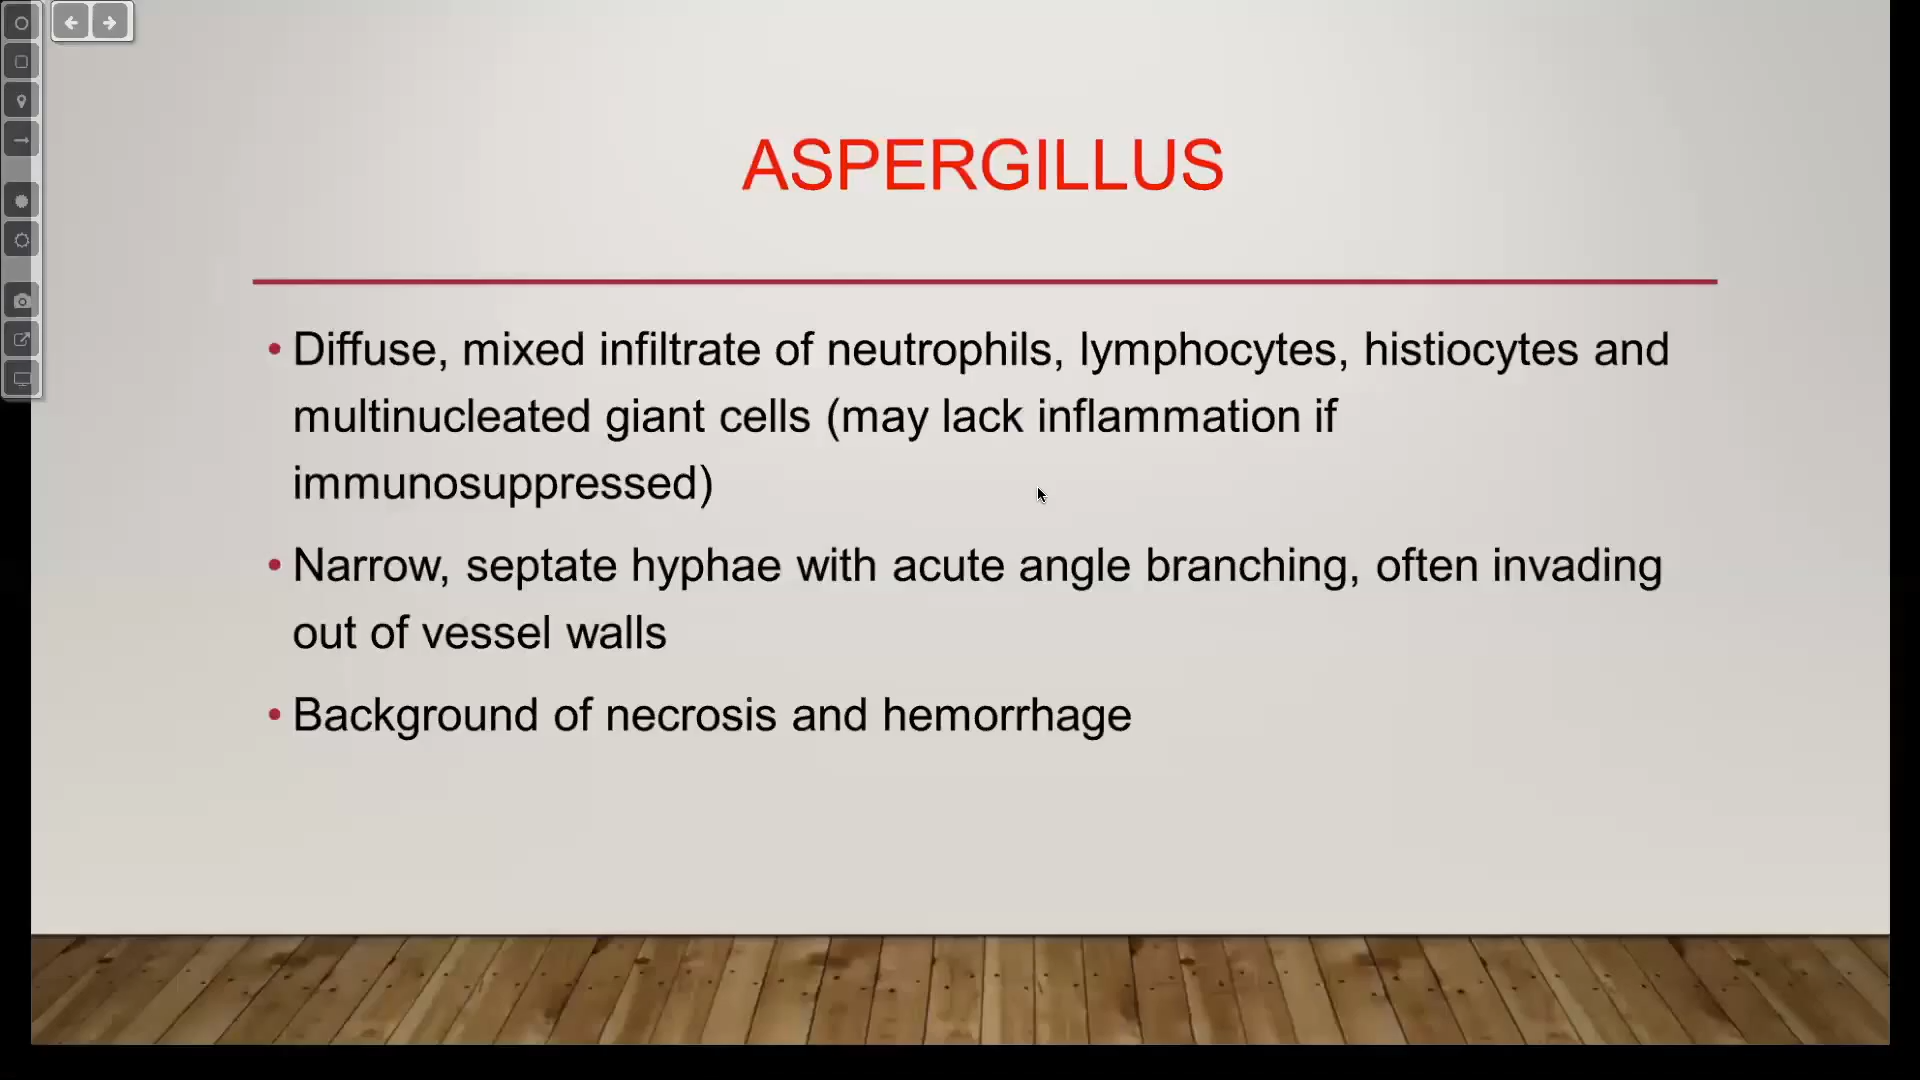 ASPERGILLUS
• Diffuse, mixed infiltrate of neutrophils, lymphocytes, histiocytes and
multinucleated giant cells (may lack inflammation if
immunosuppressed)
• Narrow, septate hyphae with acute angle branching, often invading
out of vessel walls
• Background of necrosis and hemorrhage